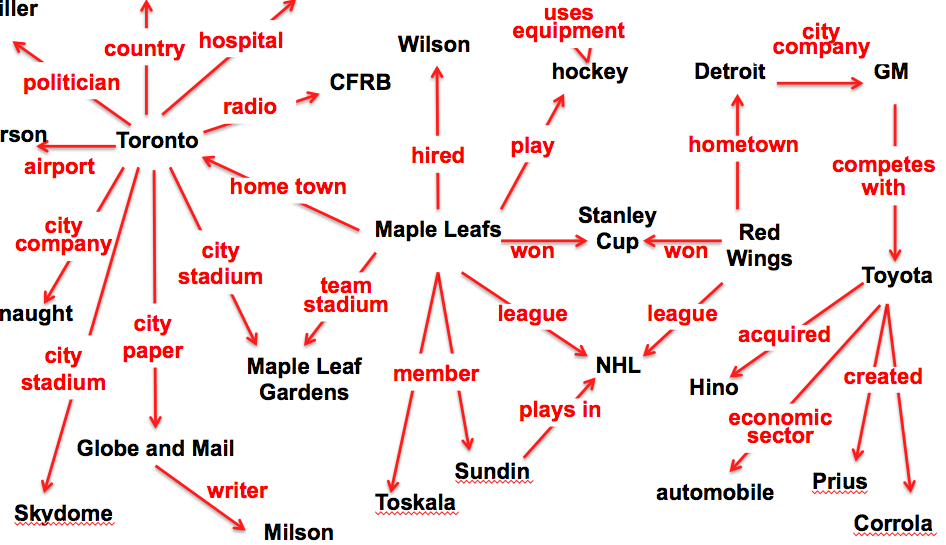 iller
country
hospital
politician
Wilson
uses
equipment
hockey
Detroit
city
company
GM
CFRB
radio
rson
Toronto
airport
hired
play
hometown
competes
with
home town
city
company
city
stadium
Maple Leafs
won
Stanley
Cup
won
Red
Wings
Toyota
team
stadium
league
league
naught
city
paper
acquired
city
stadium
Maple Leaf
Gardens
member
NHL
Hino
created
plays in
economic
sector
Globe and Mail
Sundin
writer
Toskala
automobile
Prius
Skydome
Milson
Corrola